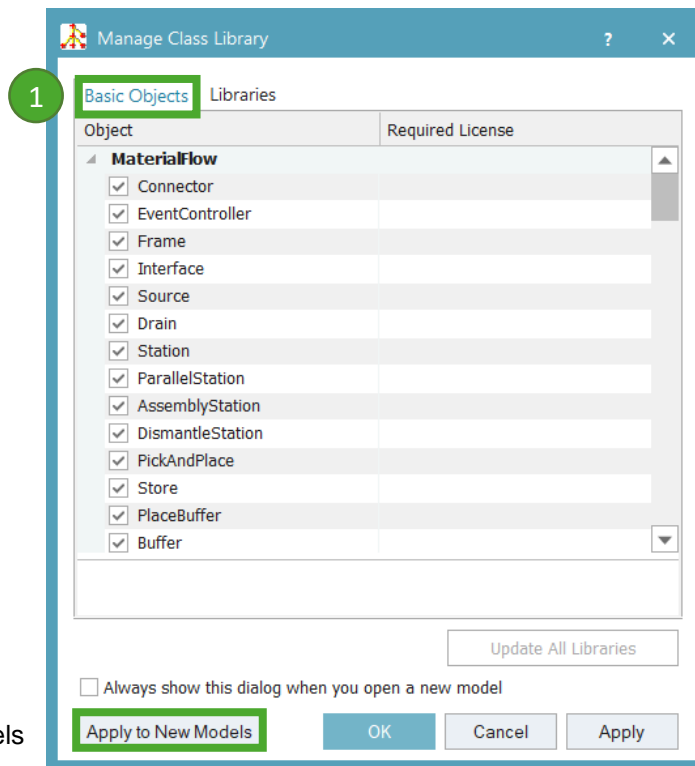 Manage Class Library ? ×
1
Basic Objects Libraries
Object Required License
MaterialFlow
Connector
EventController
Frame
Interface
Source
Drain
Station
ParallelStation
AssemblyStation
DismantleStation
PickAndPlace
Store
PlaceBuffer
Buffer
Update All Libraries
Always show this dialog when you open a new model
els
Apply to New Models OK Cancel Apply